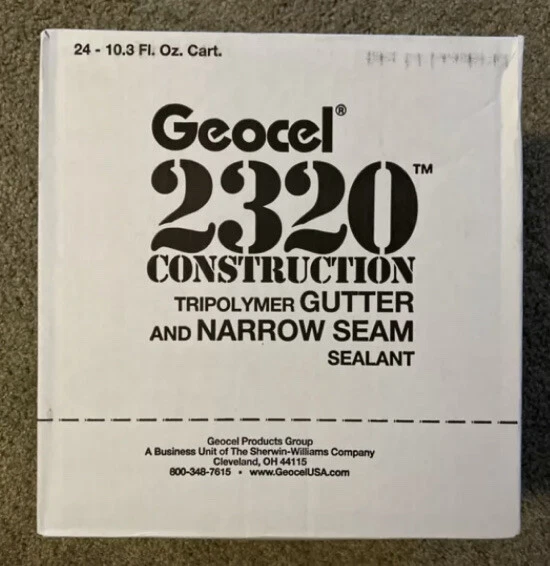 24 - 10.3 Fl. Oz. Cart.
Geocel®
2320™
CONSTRUCTION
TRIPOLYMER GUTTER
AND NARROW SEAM
SEALANT
Geocel Products Group
A Business Unit of The Sherwin-Williams Company
Cleveland, OH 44115
800-348-7615 • www.GeocelUSA.com